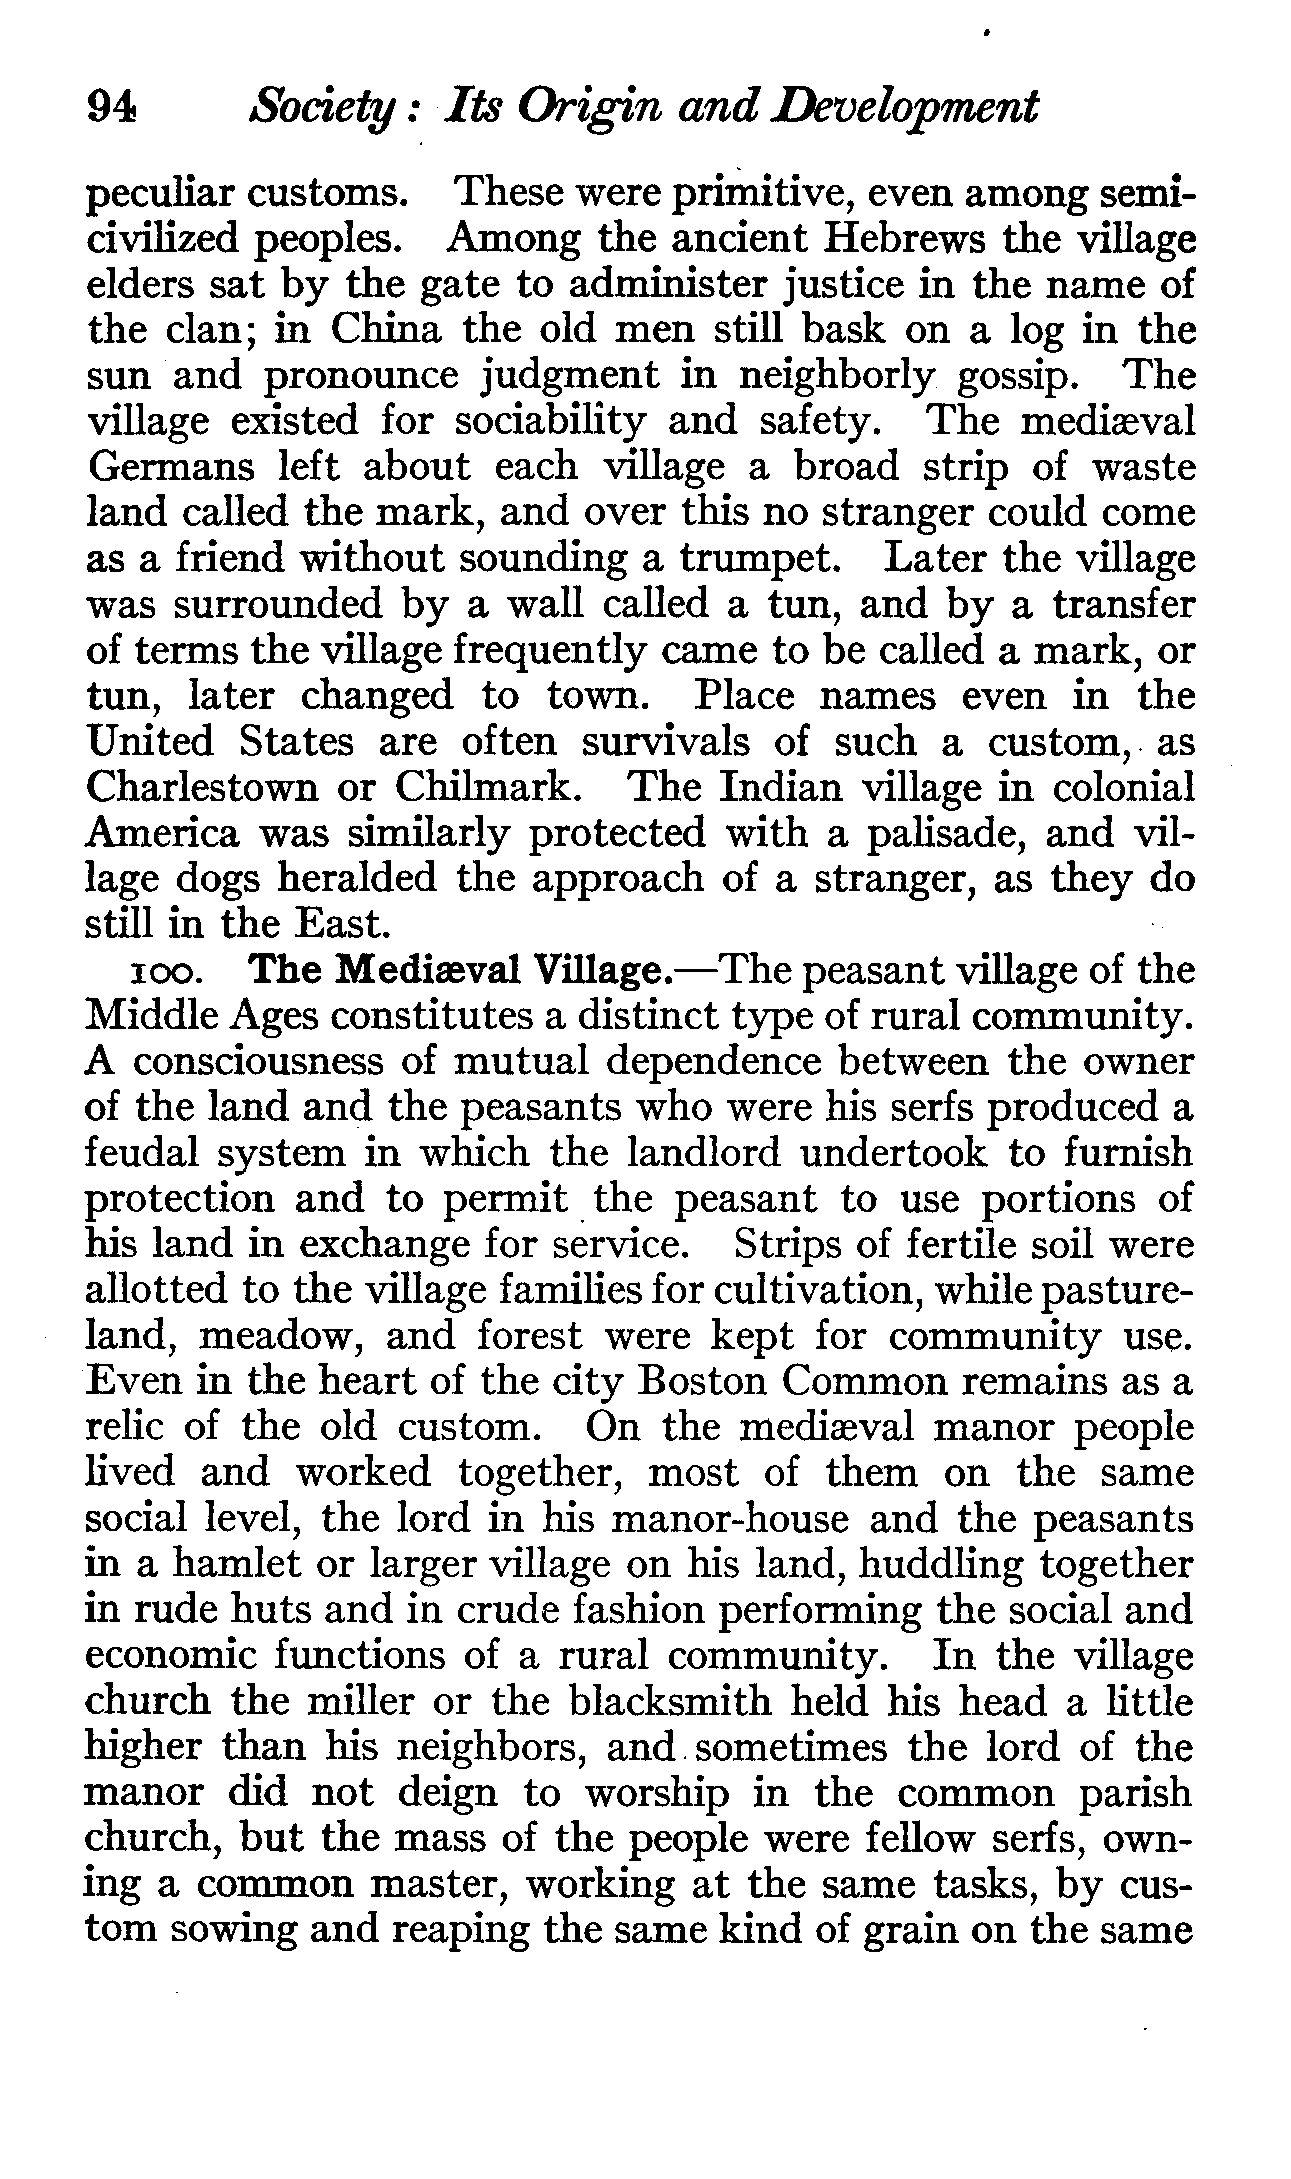 94 Society: Its Origin and Development
peculiar customs. These were primitive, even among semi-
civilized peoples. Among the ancient Hebrews the village
elders sat by the gate to administer justice in the name of
the clan; in China the old men still bask on a log in the
sun and pronounce judgment in neighborly gossip. The
village existed for sociability and safety. The mediæval
Germans left about each village a broad strip of waste
land called the mark, and over this no stranger could come
as a friend without sounding a trumpet. Later the village
was surrounded by a wall called a tun, and by a transfer
of terms the village frequently came to be called a mark, or
tun, later changed to town. Place names even in the
United States are often survivals of such a custom, as
Charlestown or Chilmark. The Indian village in colonial
America was similarly protected with a palisade, and vil-
lage dogs heralded the approach of a stranger, as they do
still in the East.
100. The Mediæval Village.—The peasant village of the
Middle Ages constitutes a distinct type of rural community.
A consciousness of mutual dependence between the owner
of the land and the peasants who were his serfs produced a
feudal system in which the landlord undertook to furnish
protection and to permit the peasant to use portions of
his land in exchange for service. Strips of fertile soil were
allotted to the village families for cultivation, while pasture-
land, meadow, and forest were kept for community use.
Even in the heart of the city Boston Common remains as a
relic of the old custom. On the mediæval manor people
lived and worked together, most of them on the same
social level, the lord in his manor-house and the peasants
in a hamlet or larger village on his land, huddling together
in rude huts and in crude fashion performing the social and
economic functions of a rural community. In the village
church the miller or the blacksmith held his head a little
higher than his neighbors, and sometimes the lord of the
manor did not deign to worship in the common parish
church, but the mass of the people were fellow serfs, own-
ing a common master, working at the same tasks, by cus-
tom sowing and reaping the same kind of grain on the same